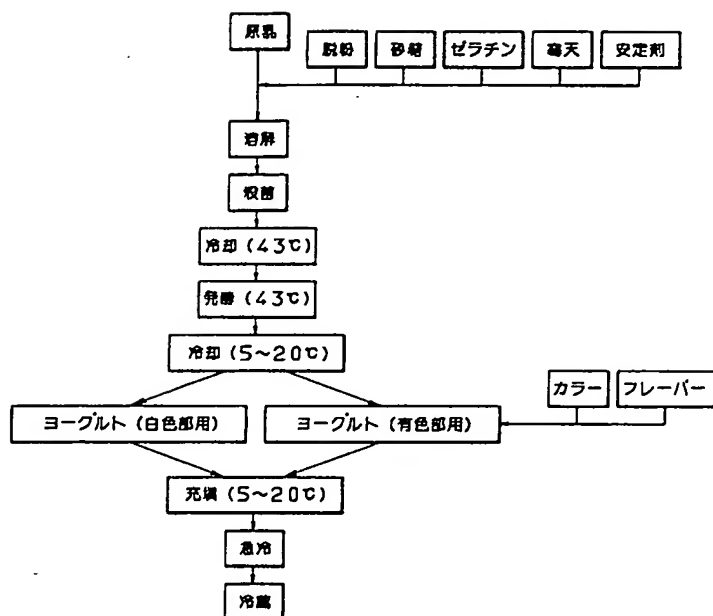 原乳
脱粉
砂糖
ゼラチン
寒天
安定剤
溶解
殺菌
冷却(43℃)
発酵(43℃)
冷却(5〜20℃)
カラー
フレーバー
ヨーグルト(白色部用)
ヨーグルト(有色部用)
充填(5〜20℃)
急冷
冷蔵